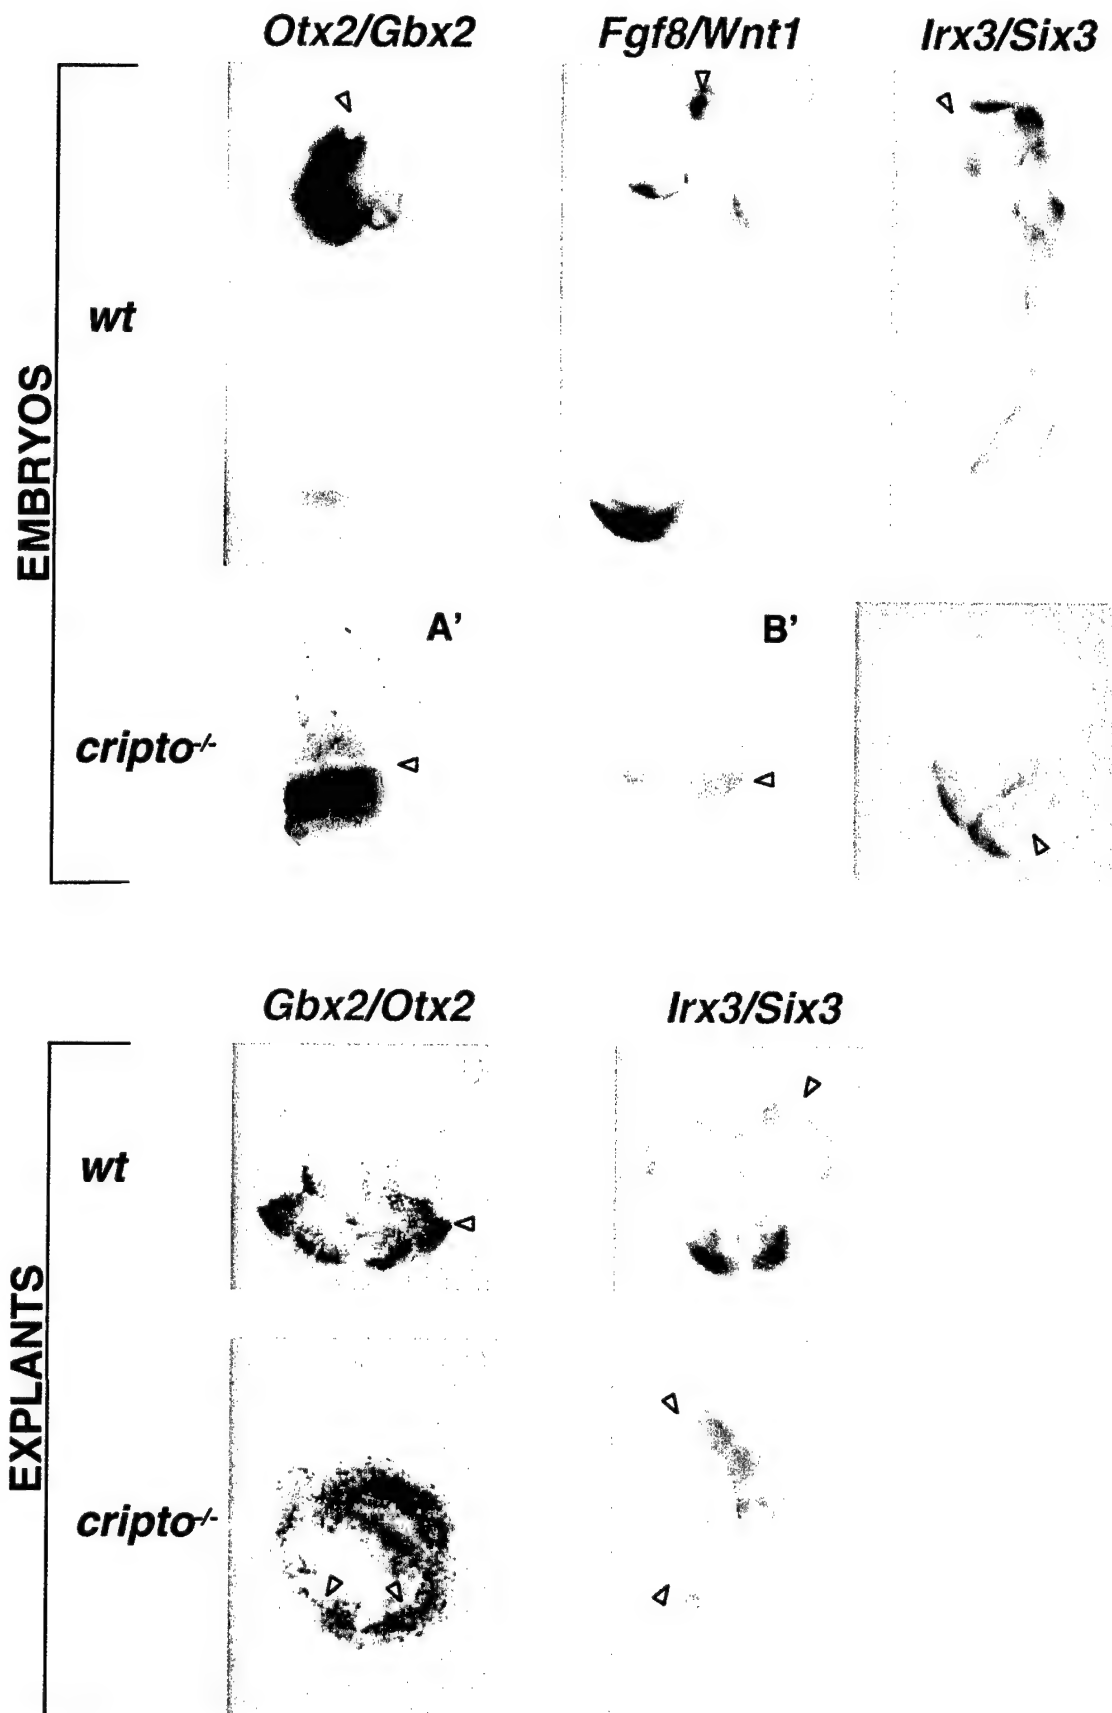 Otx2/Gbx2 Fgf8/Wnt1 Irx3/Six3
EMBRYOS
wt
A’ B’
cripto-/-
Gbx2/Otx2 Irx3/Six3
EXPLANTS
wt
cripto-/-